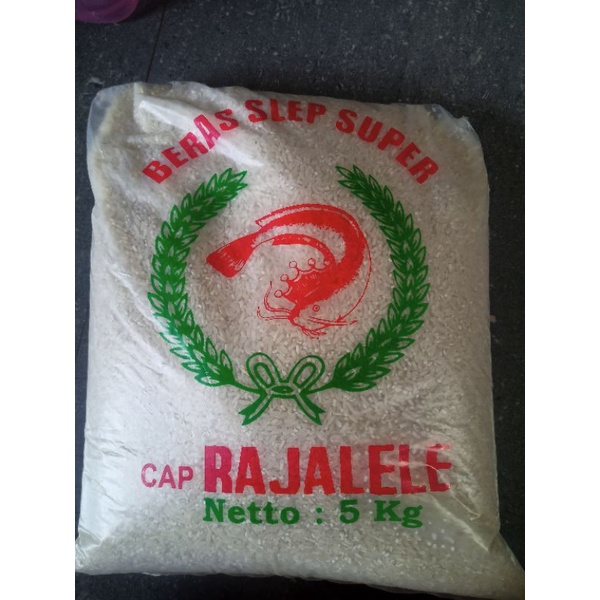 BERAS SLEP SUPER
CAP RAJALELE
Netto : 5 Kg